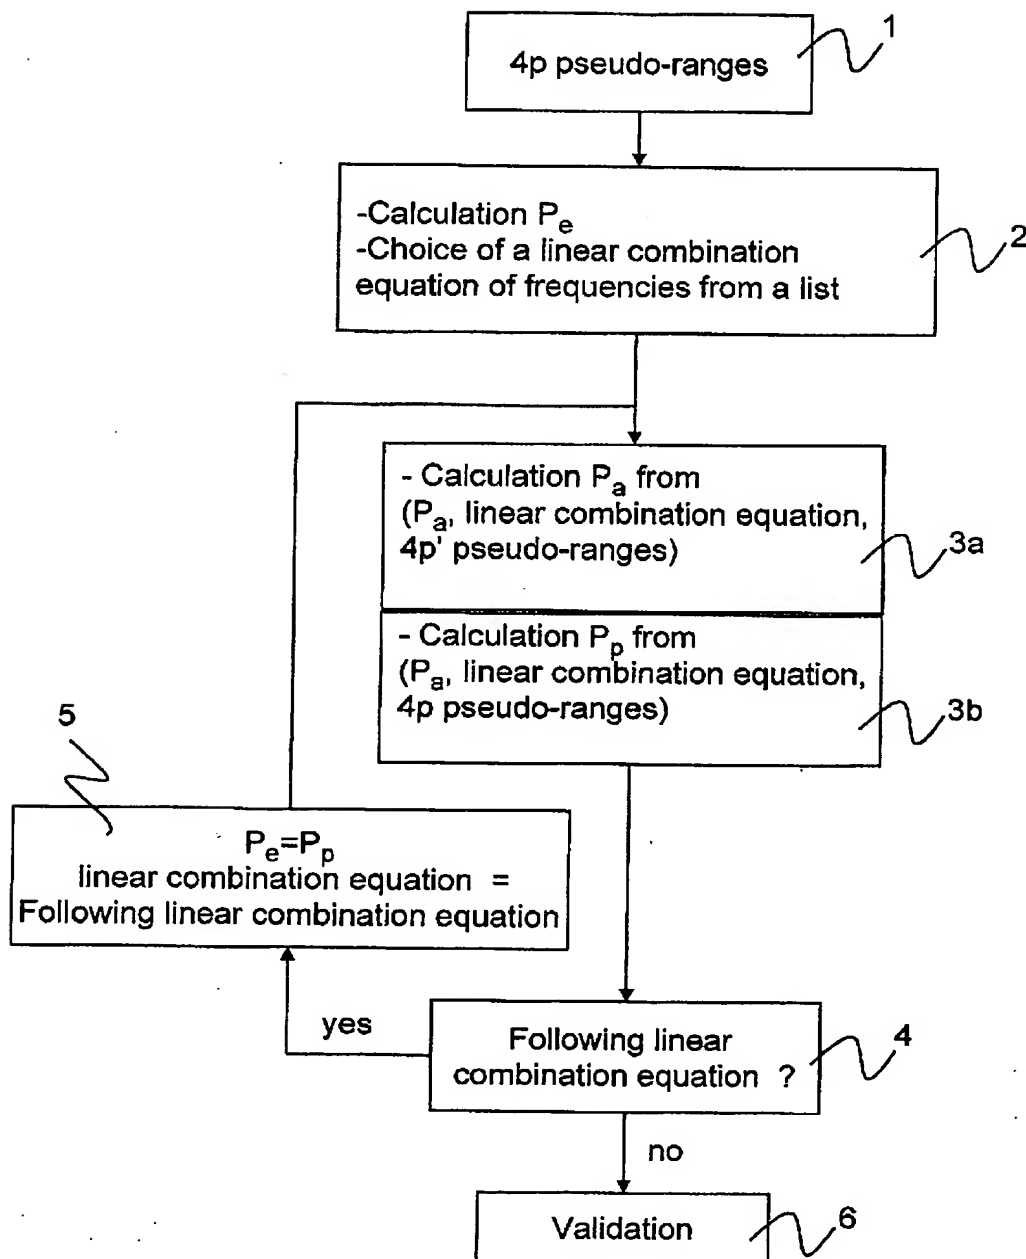 1
4p pseudo-ranges
-Calculation Pe
-Choice of a linear combination
equation of frequencies from a list
2
- Calculation Pa from
(Pa, linear combination equation,
4p' pseudo-ranges)
3a
- Calculation Pp from
(Pa, linear combination equation,
4p pseudo-ranges)
3b
5
Pe=Pp
linear combination equation =
Following linear combination equation
yes
Following linear
combination equation ?
4
no
Validation
6